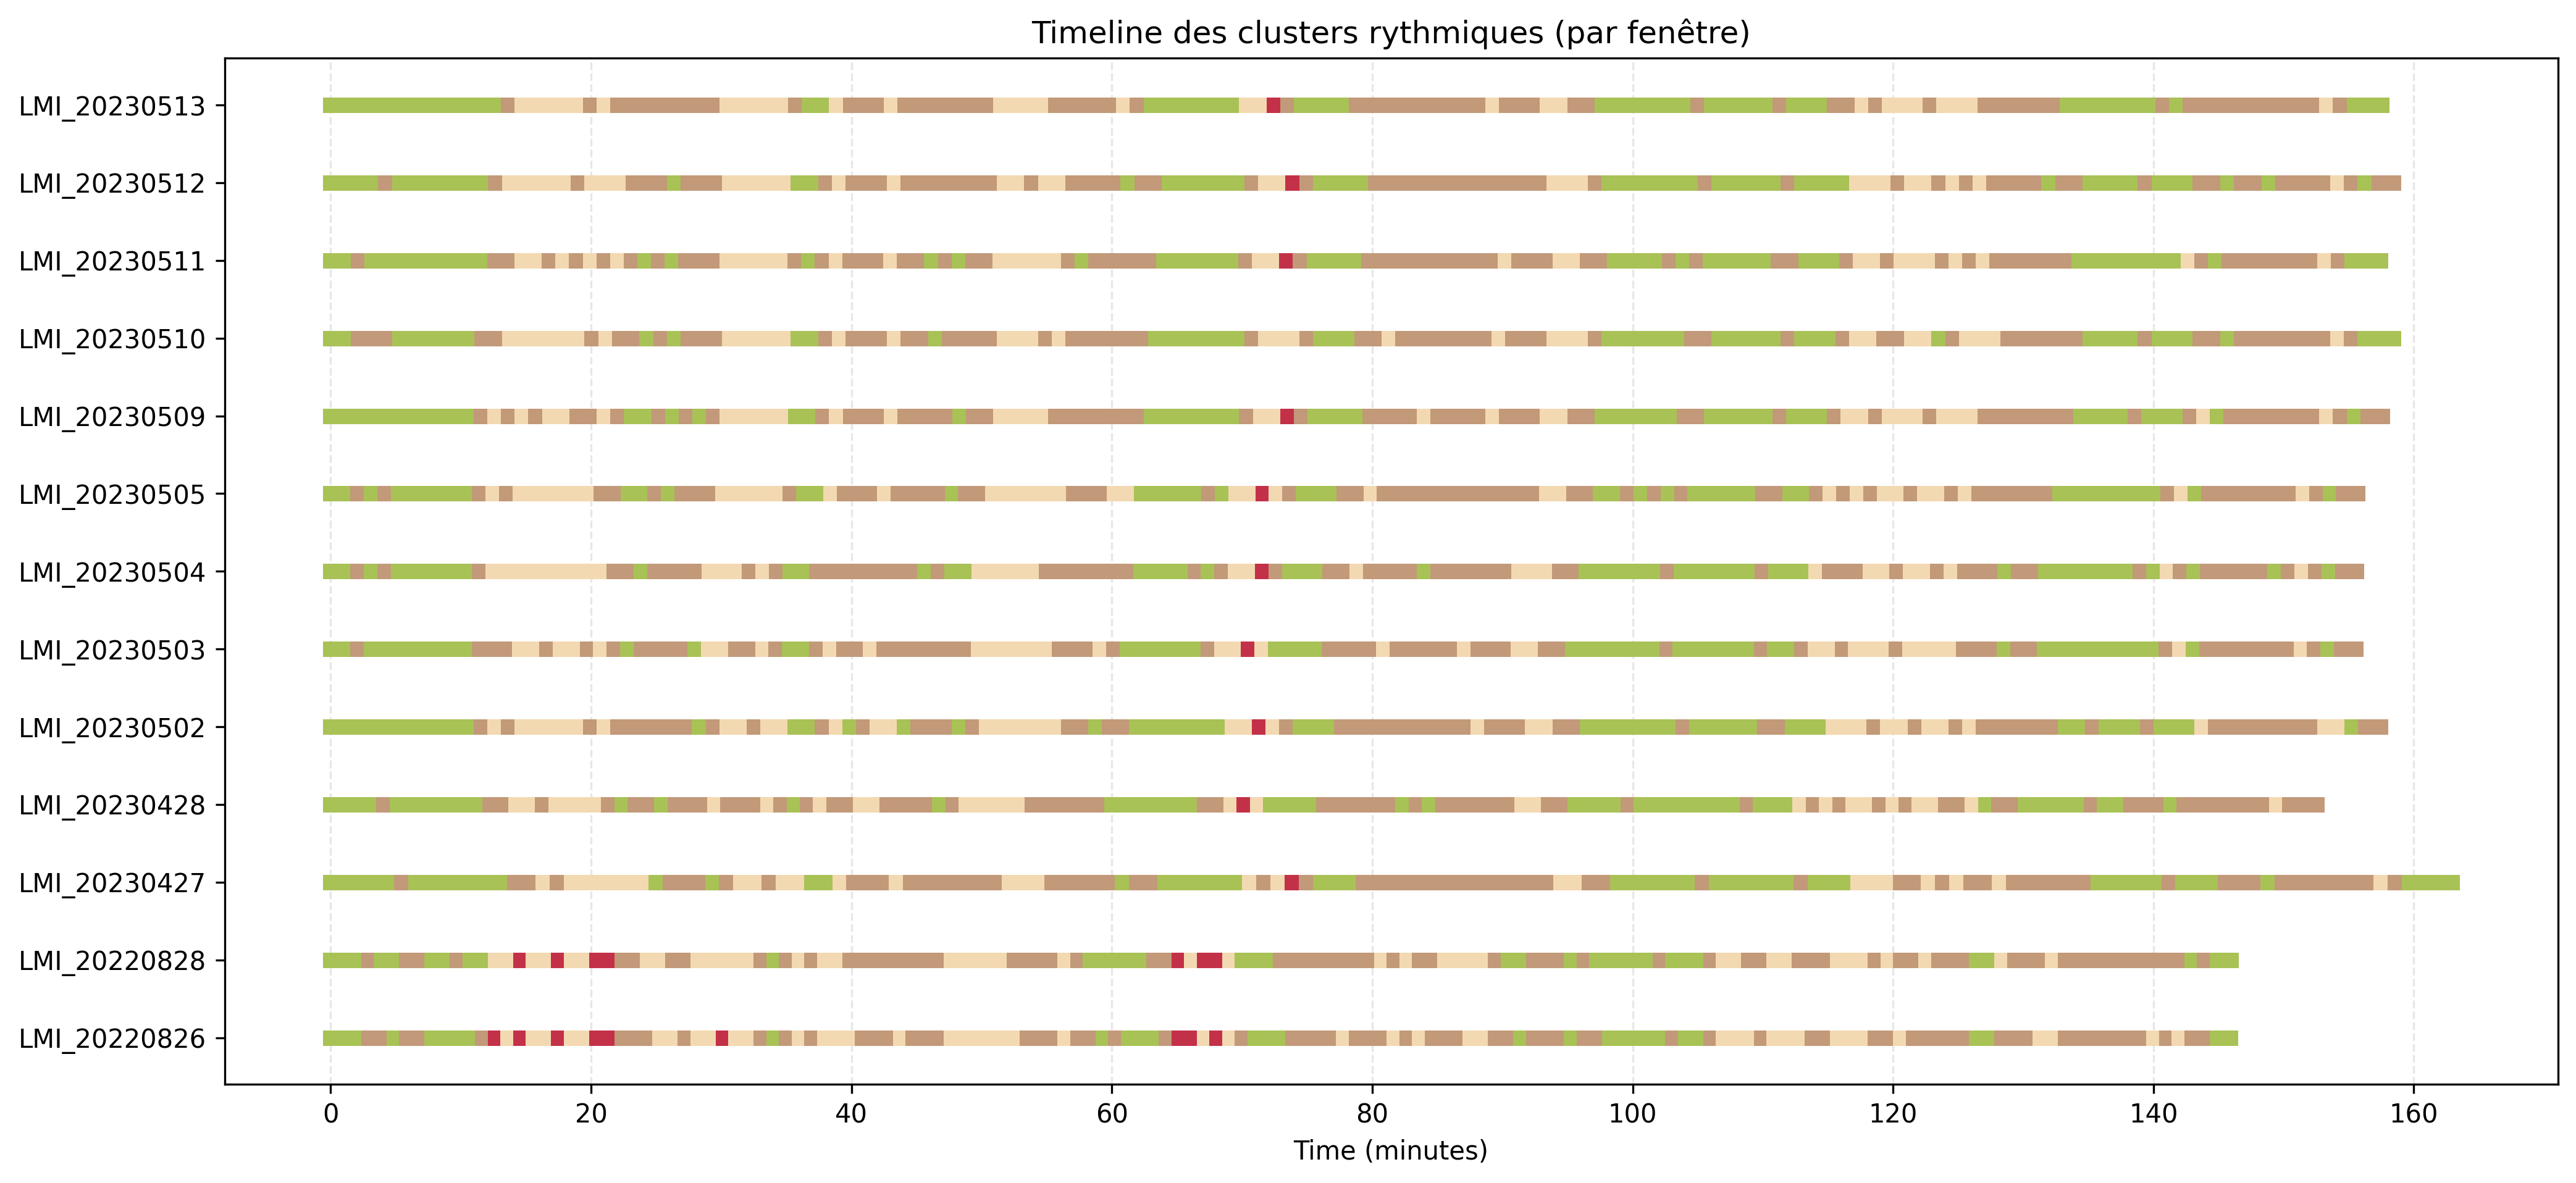 Timeline des clusters rythmiques (par fenêtre)
LMI_20230513
LMI_20230512
LMI_20230511
LMI_20230510
LMI_20230509
LMI_20230505
LMI_20230504
LMI_20230503
LMI_20230502
LMI_20230428
LMI_20230427
LMI_20220828
LMI_20220826
0 20 40 60 80 100 120 140 160
Time (minutes)